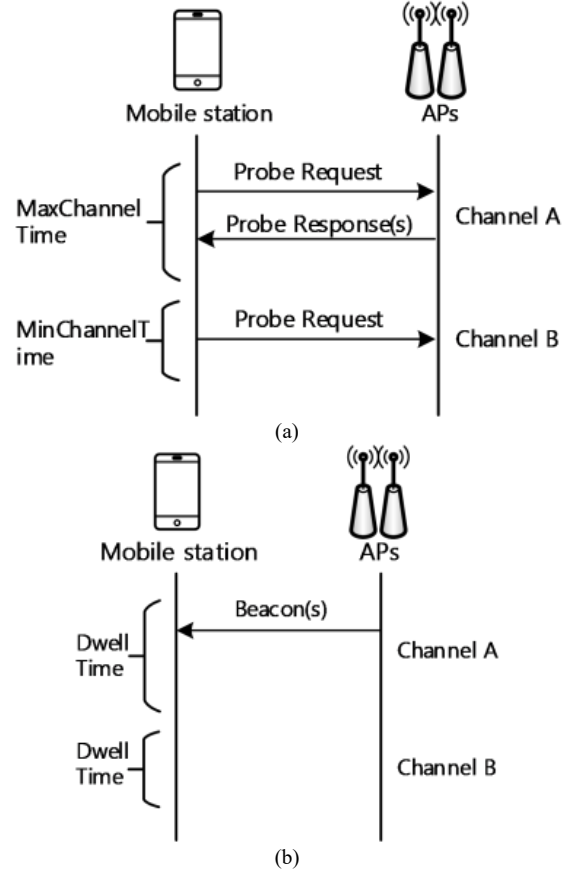 Mobile station
APs
Probe Request
MaxChannel
Time
Channel A
Probe Response(s)
MinChannelT
ime
Probe Request
Channel B
(a)
Mobile station
APs
Beacon(s)
Dwell
Time
Channel A
Dwell
Time
Channel B
(b)